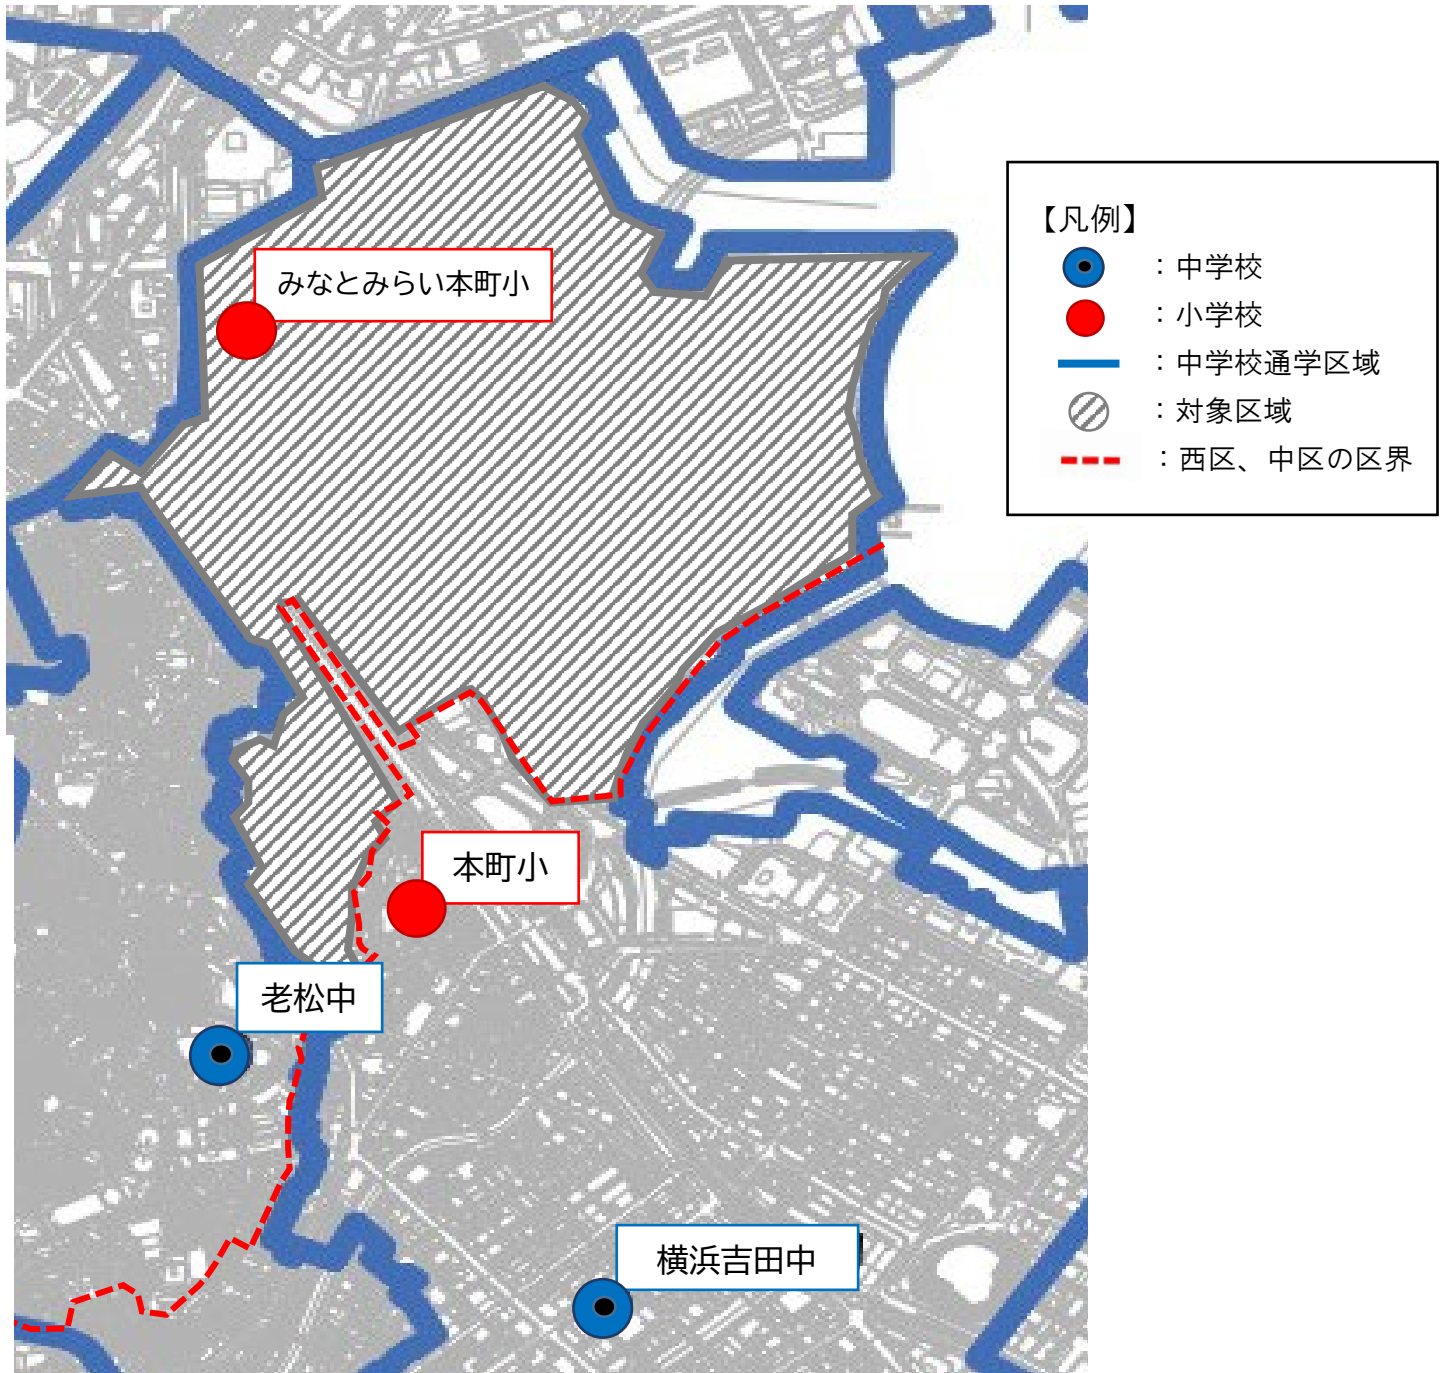 【凡例】
：中学校
：小学校
：中学校通学区域
：対象区域
：西区、中区の区界
みなとみらい本町小
本町小
老松中
横浜吉田中